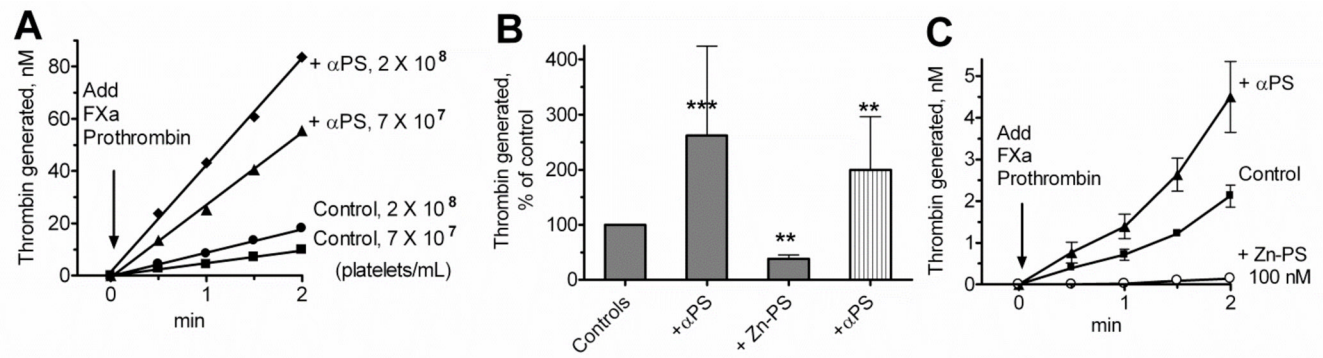 A
Thrombin generated, nM
80
60
40
20
0
Add
FXa
Prothrombin
+ αPS, 2 X 10⁸
+ αPS, 7 X 10⁷
Control, 2 X 10⁸
Control, 7 X 10⁷
(platelets/mL)
0
1
2
min
B
Thrombin generated,
% of control
400
300
200
100
0
***
**
**
Controls
+αPS
+ Zn-PS
+αPS
C
Thrombin generated, nM
5
4
3
2
1
0
Add
FXa
Prothrombin
+ αPS
Control
+ Zn-PS
100 nM
0
1
2
min